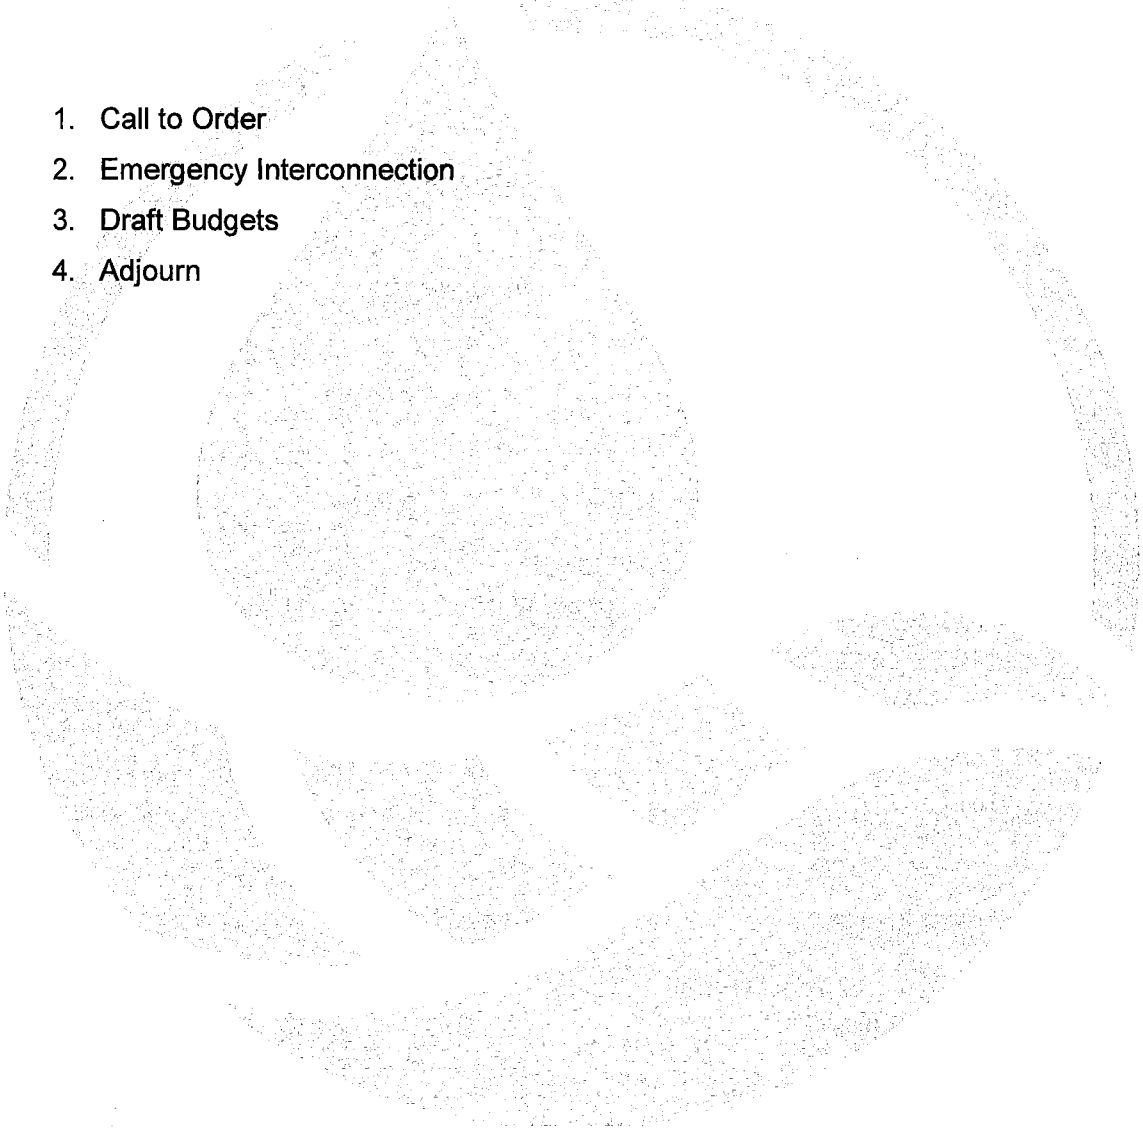 1. Call to Order
2. Emergency Interconnection
3. Draft Budgets
4. Adjourn